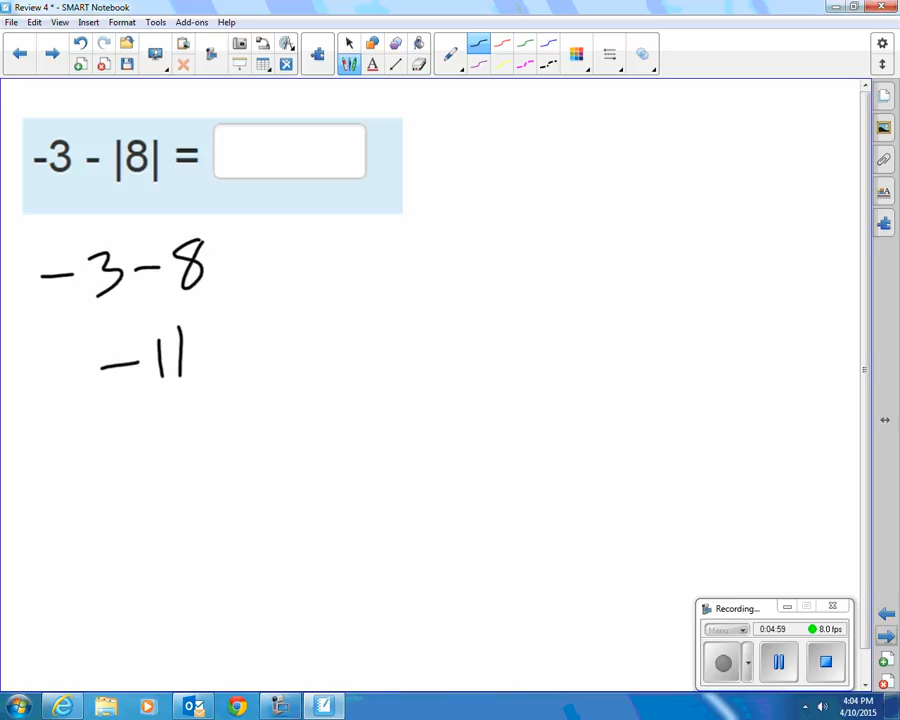 Review 4 * - SMART Notebook
File Edit View Insert Format Tools Add-ons Help
-3 - |8| =
-3-8
-11
Recording...
Menu
0:04:59 8.0 fps
4:04 PM
4/10/2015